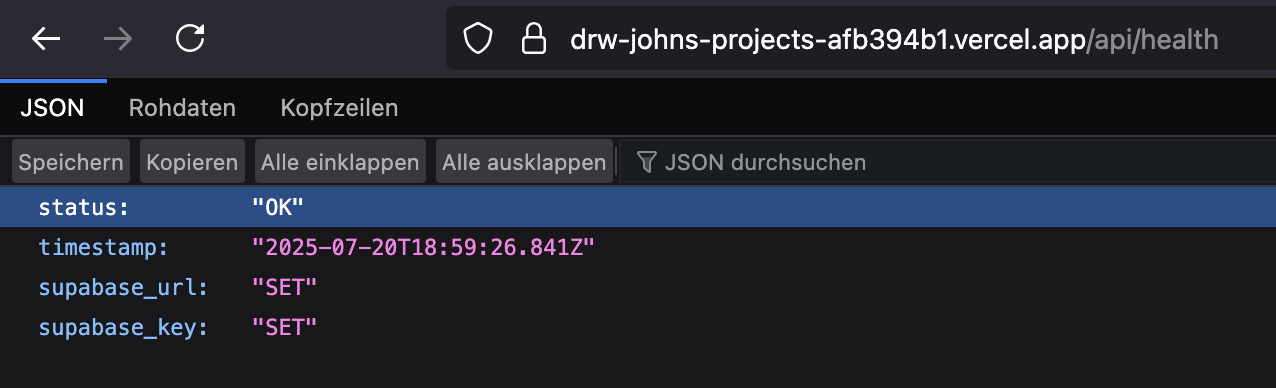 drw-johns-projects-afb394b1.vercel.app/api/health
JSON Rohdaten Kopfzeilen
Speichern Kopieren Alle einklappen Alle ausklappen JSON durchsuchen
status: "OK"
timestamp: "2025-07-20T18:59:26.841Z"
supabase_url: "SET"
supabase_key: "SET"